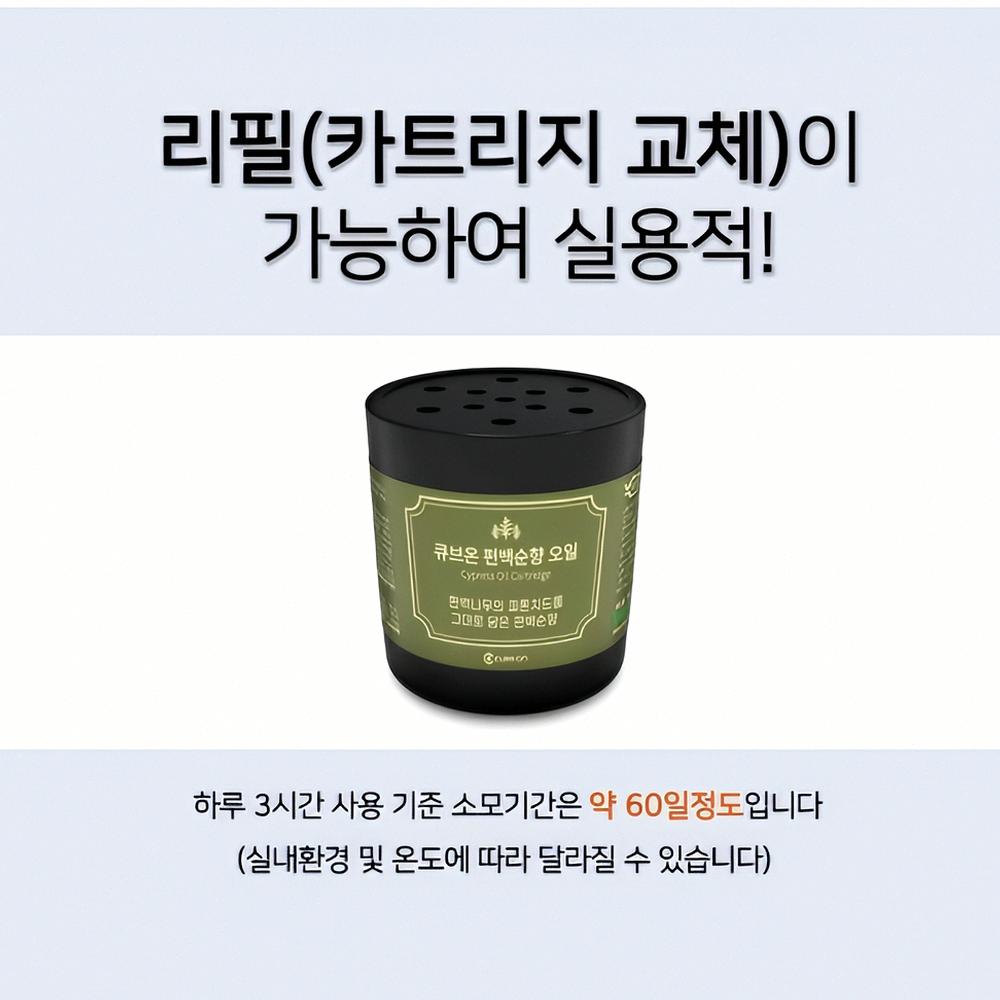 리필(카트리지 교체)이
가능하여 실용적!
큐브온 편백순향 오일
하루 3시간 사용 기준 소모기간은 약 60일정도입니다
(실내환경 및 온도에 따라 달라질 수 있습니다)